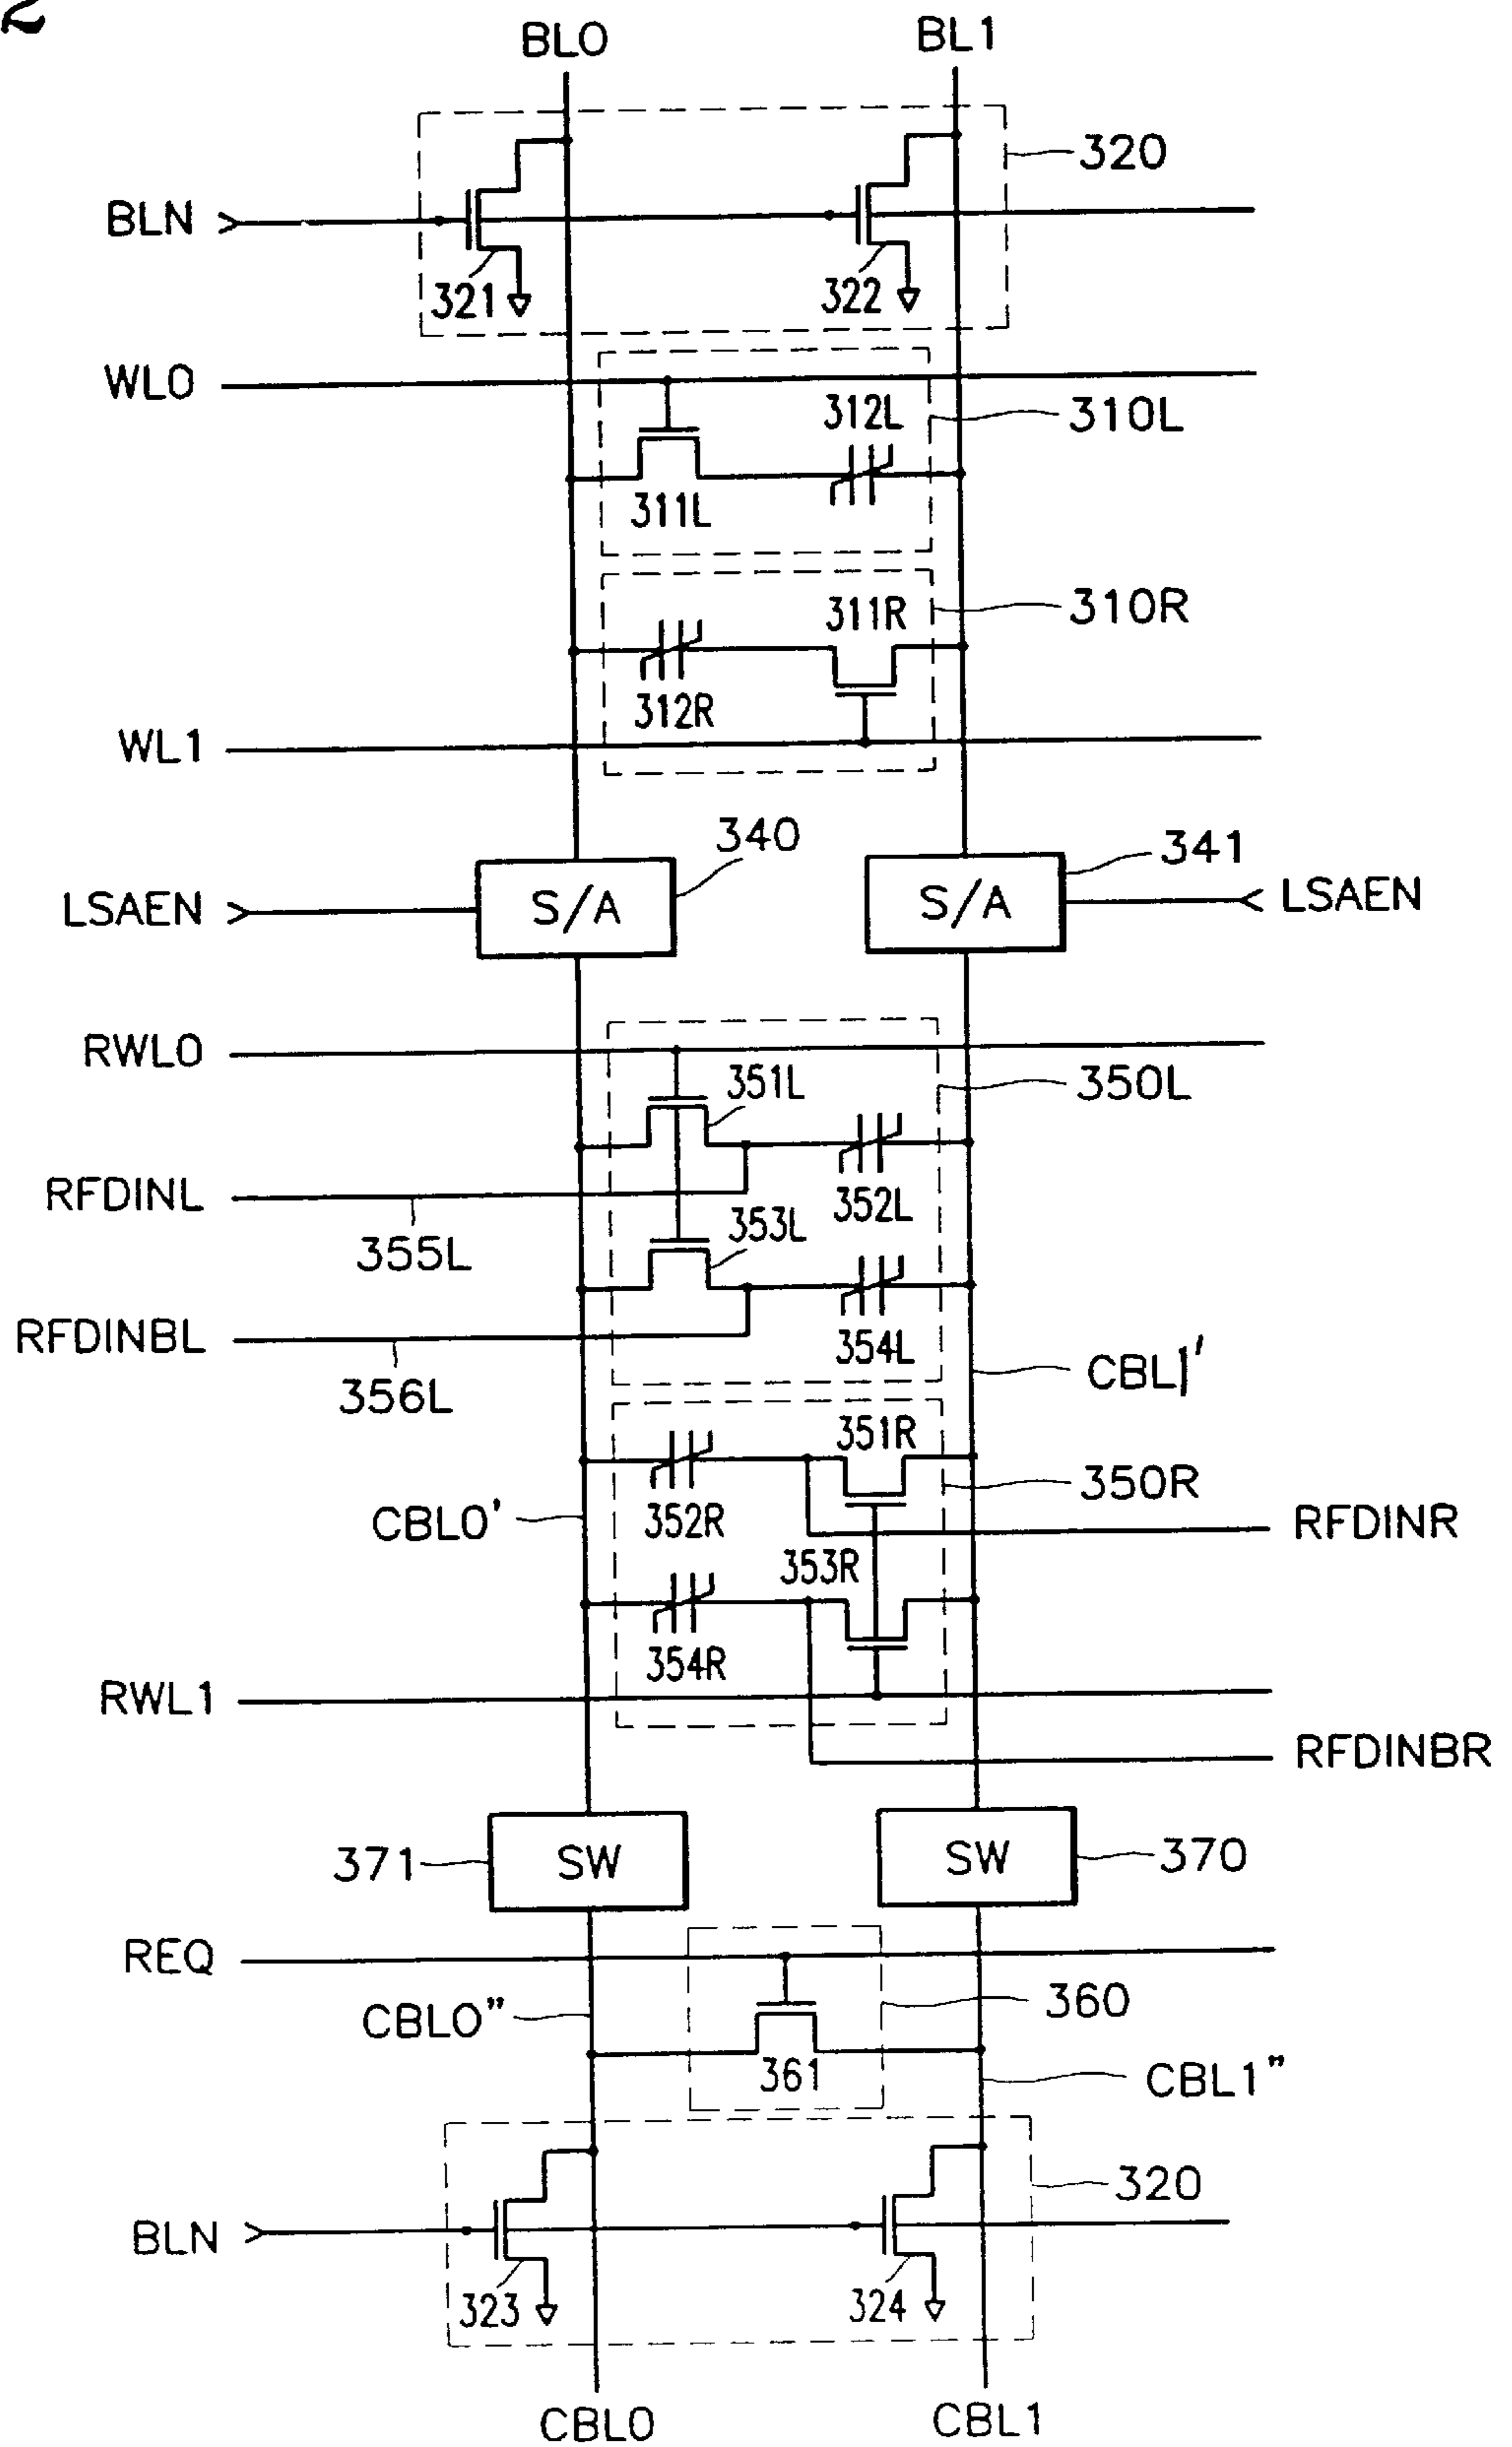 2
BL0 BL1
320
BLN
321 322
WL0
312L 310L
311L
311R 310R
312R
WL1
340 341
LSAEN S/A S/A LSAEN
RWL0
351L 350L
RFDINL
352L
355L 353L
RFDINBL
354L CBL1'
356L
351R
350R
CBL0' 352R RFDINR
353R
354R
RWL1
RFDINBR
371 SW SW 370
REQ
CBL0" 360
361 CBL1"
320
BLN
323 324
CBL0 CBL1